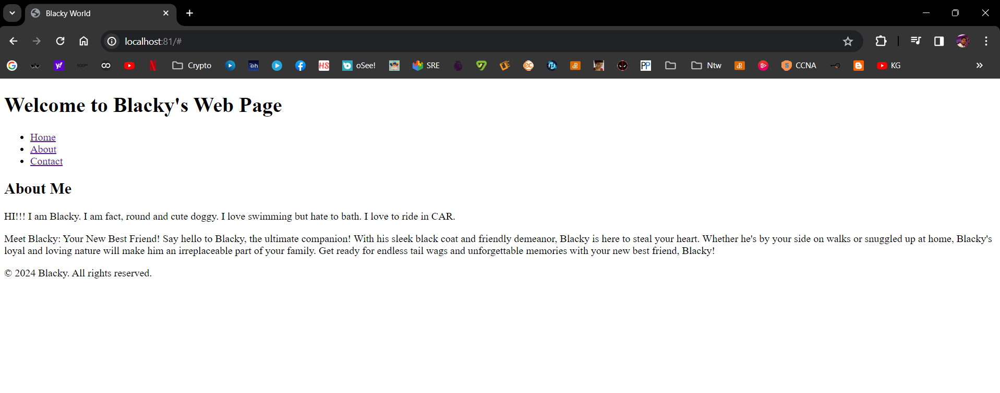 Blacky World
localhost:81/#
Crypto
oSee!
SRE
Ntw
CCNA
KG
Welcome to Blacky's Web Page
Home
About
Contact
About Me
HI!!! I am Blacky. I am fact, round and cute doggy. I love swimming but hate to bath. I love to ride in CAR.
Meet Blacky: Your New Best Friend! Say hello to Blacky, the ultimate companion! With his sleek black coat and friendly demeanor, Blacky is here to steal your heart. Whether he's by your side on walks or snuggled up at home, Blacky's
loyal and loving nature will make him an irreplaceable part of your family. Get ready for endless tail wags and unforgettable memories with your new best friend, Blacky!
© 2024 Blacky. All rights reserved.